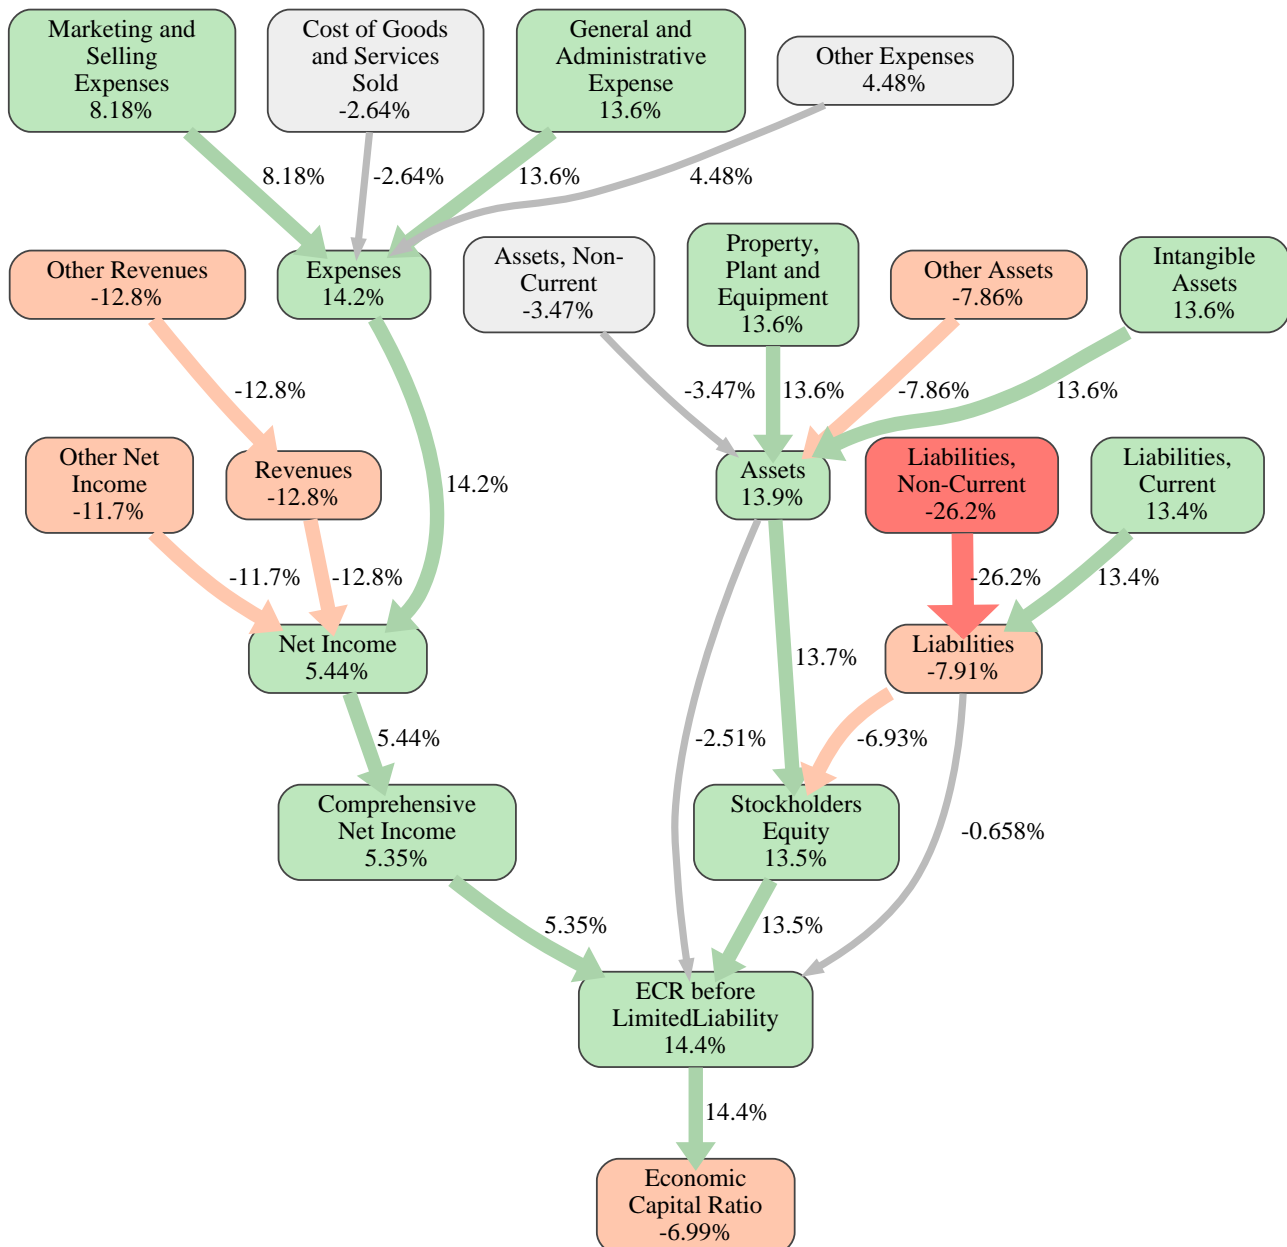 Marketing and
Selling
Expenses
8.18%
Cost of Goods
and Services
Sold
-2.64%
General and
Administrative
Expense
13.6%
Other Expenses
4.48%
8.18%
-2.64%
13.6%
4.48%
Other Revenues
-12.8%
Expenses
14.2%
Assets, Non-
Current
-3.47%
Property,
Plant and
Equipment
13.6%
Other Assets
-7.86%
Intangible
Assets
13.6%
-12.8%
-3.47%
13.6%
-7.86%
13.6%
Other Net
Income
-11.7%
Revenues
-12.8%
14.2%
Assets
13.9%
Liabilities,
Non-Current
-26.2%
Liabilities,
Current
13.4%
-11.7%
-12.8%
-26.2%
13.4%
Net Income
5.44%
13.7%
Liabilities
-7.91%
5.44%
-2.51%
-6.93%
Comprehensive
Net Income
5.35%
Stockholders
Equity
13.5%
-0.658%
5.35%
13.5%
ECR before
LimitedLiability
14.4%
14.4%
Economic
Capital Ratio
-6.99%